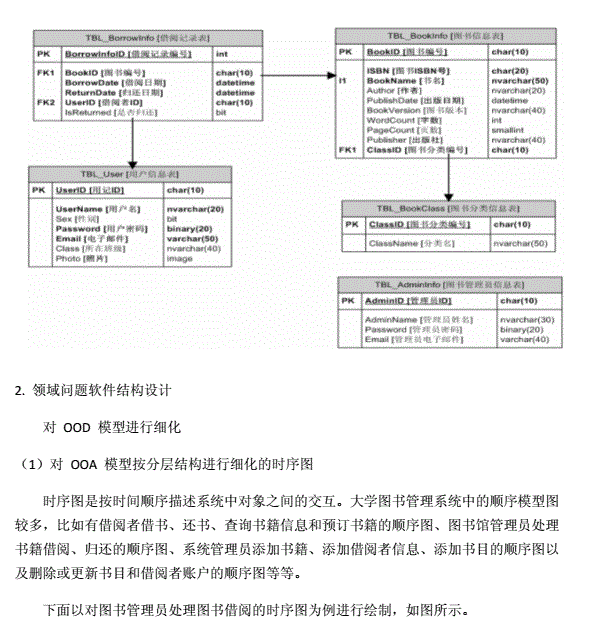 TBL_BorrowInfo [借阅记录表]
PK BorrowInfoID [借阅记录编号] int
FK1 BookID [图书编号] char(10)
BorrowDate [借阅日期] datetime
ReturnDate [归还日期] datetime
FK2 UserID [借阅者ID] char(10)
IsReturned [是否归还] bit
TBL_BookInfo [图书信息表]
PK BookID [图书编号] char(10)
ISBN [图书ISBN号] char(20)
I1 BookName [书名] nvarchar(50)
Author [作者] nvarchar(20)
PublishDate [出版日期] datetime
BookVersion [图书版本] nvarchar(40)
WordCount [字数] int
PageCount [页数] smallint
Publisher [出版社] nvarchar(40)
FK1 ClassID [图书分类编号] char(10)
TBL_User [用户信息表]
PK UserID [用记ID] char(10)
UserName [用户名] nvarchar(20)
Sex [性别] bit
Password [用户密码] binary(20)
Email [电子邮件] varchar(50)
Class [所在班级] nvarchar(40)
Photo [照片] image
TBL_BookClass [图书分类信息表]
PK ClassID [图书分类编号] char(10)
ClassName [分类名] nvarchar(50)
TBL_AdminInfo [图书管理员信息表]
PK AdminID [管理员ID] char(10)
AdminName [管理员姓名] nvarchar(30)
Password [管理员密码] binary(20)
Email [管理员电子邮件] varchar(40)
2. 领域问题软件结构设计
对 OOD 模型进行细化
（1）对 OOA 模型按分层结构进行细化的时序图
时序图是按时间顺序描述系统中对象之间的交互。大学图书管理系统中的顺序模型图
较多，比如有借阅者借书、还书、查询书籍信息和预订书籍的顺序图、图书馆管理员处理
书籍借阅、归还的顺序图、系统管理员添加书籍、添加借阅者信息、添加书目的顺序图以
及删除或更新书目和借阅者账户的顺序图等等。
下面以对图书管理员处理图书借阅的时序图为例进行绘制，如图所示。